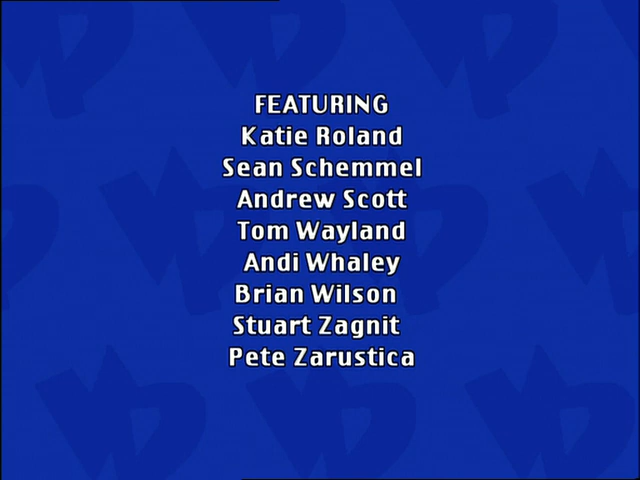 FEATURING
Katie Roland
Sean Schemmel
Andrew Scott
Tom Wayland
Andi Whaley
Brian Wilson
Stuart Zagnit
Pete Zarustica